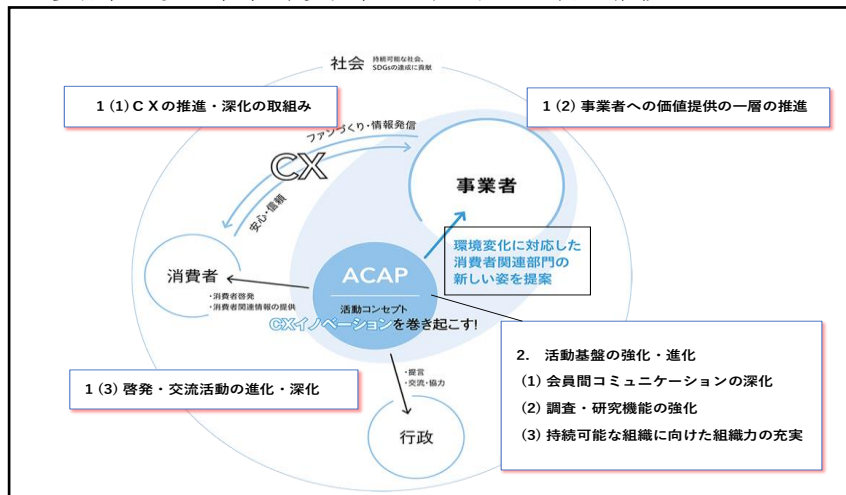 社会 持続可能な社会、
SDGsの達成に貢献
1 (1) ＣＸの推進・深化の取組み
1 (2) 事業者への価値提供の一層の推進
ファンづくり・情報発信
CX
安心・信頼
事業者
環境変化に対応した
消費者関連部門の
新しい姿を提案
消費者
・消費者啓発
・消費者関連情報の提供
ACAP
活動コンセプト
CXイノベーションを巻き起こす!
1 (3) 啓発・交流活動の進化・深化
・提言
・交流・協力
行政
2. 活動基盤の強化・進化
(1) 会員間コミュニケーションの深化
(2) 調査・研究機能の強化
(3) 持続可能な組織に向けた組織力の充実